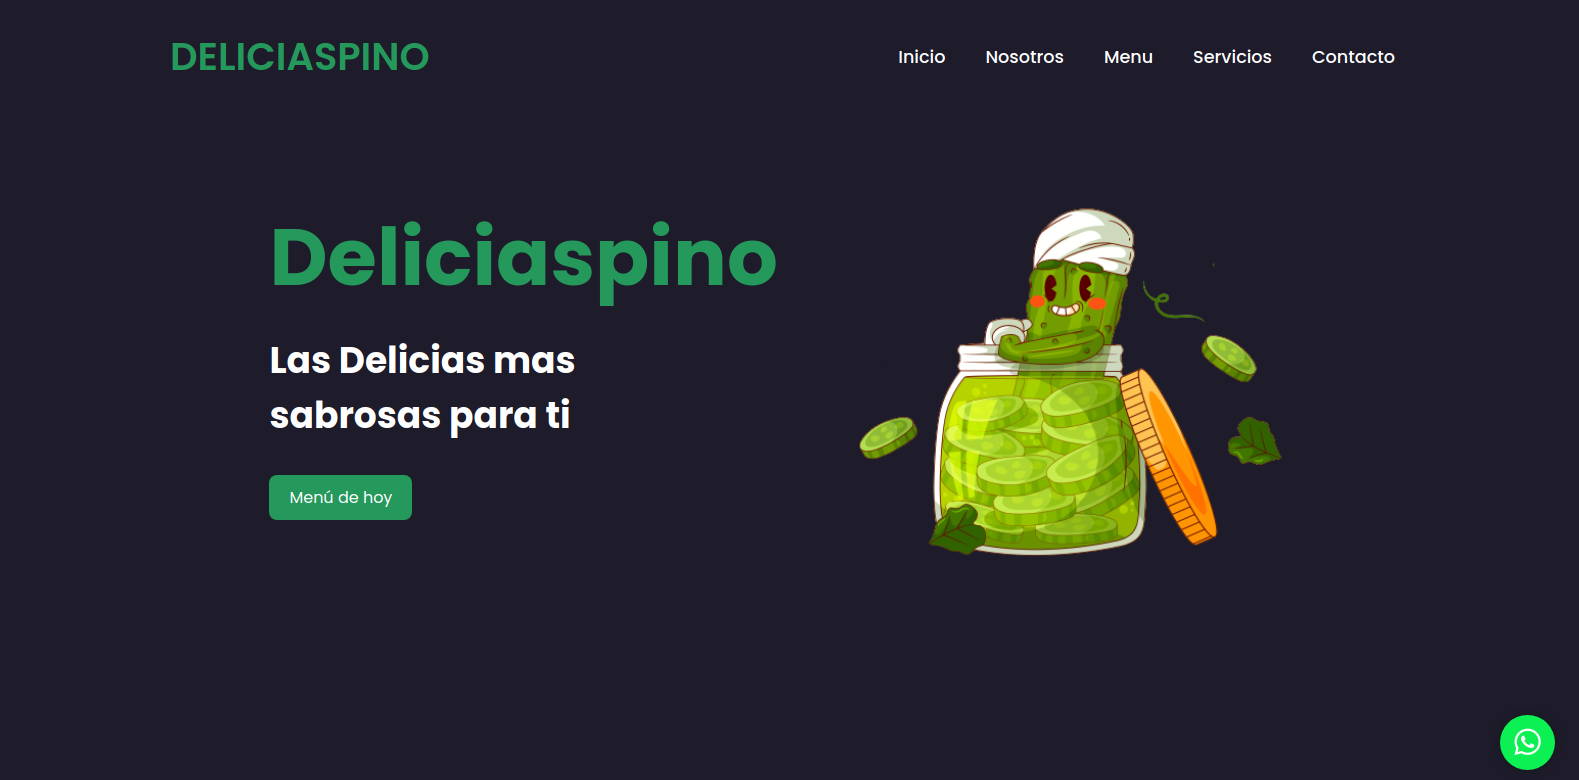 DELICIASPINO
Inicio Nosotros Menu Servicios Contacto
Deliciaspino
Las Delicias mas
sabrosas para ti
Menú de hoy